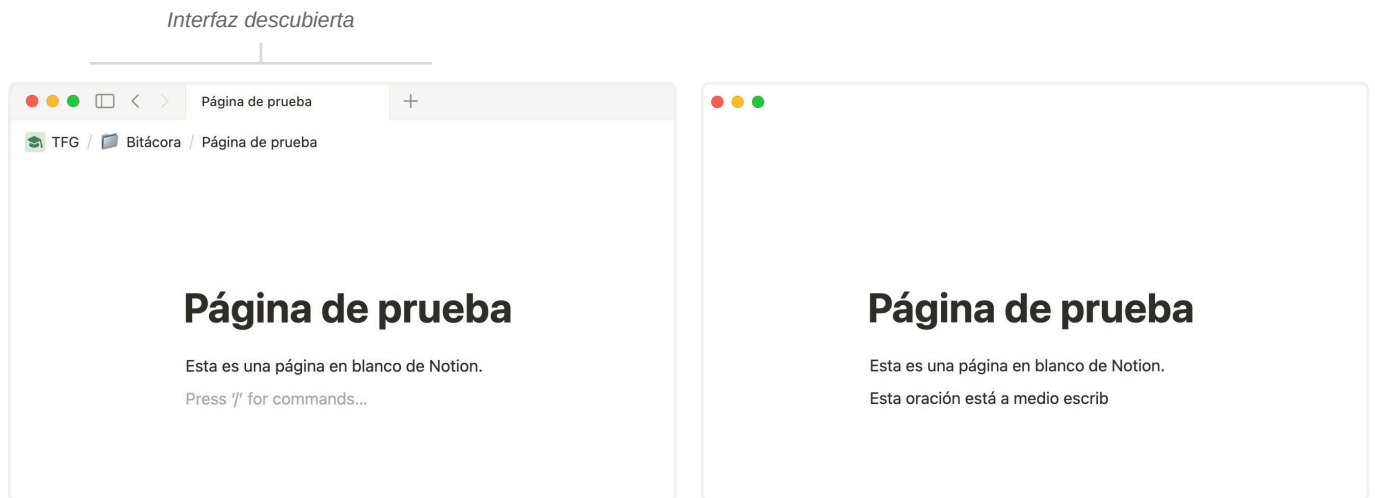 Interfaz descubierta
Página de prueba
TFG / Bitácora / Página de prueba
Página de prueba
Esta es una página en blanco de Notion.
Press ‘/’ for commands...
Página de prueba
Esta es una página en blanco de Notion.
Esta oración está a medio escrib